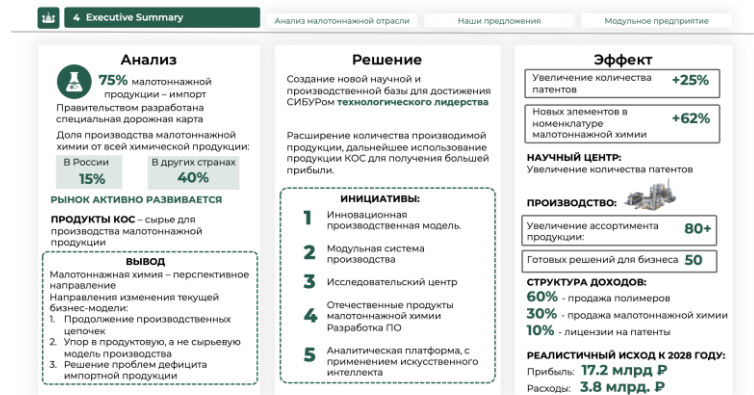 4 Executive Summary
Анализ малотоннажной отрасли
Наши предложения
Модульное предприятие
Анализ
75% малотоннажной
продукции – импорт
Правительством разработана
специальная дорожная карта
Доля производства малотоннажной
химии от всей химической продукции:
В России
15%
В других странах
40%
РЫНОК АКТИВНО РАЗВИВАЕТСЯ
ПРОДУКТЫ КОС – сырье для
производства малотоннажной
продукции
ВЫВОД
Малотоннажная химия – перспективное
направление
Направления изменения текущей
бизнес-модели:
1. Продолжение производственных
цепочек
2. Упор в продуктовую, а не сырьевую
модель производства
3. Решение проблем дефицита
импортной продукции
Решение
Создание новой научной и
производственной базы для достижения
СИБУРом технологического лидерства
Расширение количества производимой
продукции, дальнейшее использование
продукции КОС для получения большей
прибыли.
ИНИЦИАТИВЫ:
1 Инновационная
производственная модель.
2 Модульная система
производства
3 Исследовательский центр
4 Отечественные продукты
малотоннажной химии
Разработка ПО
5 Аналитическая платформа, с
применением искусственного
интеллекта
Эффект
Увеличение количества
патентов
+25%
Новых элементов в
номенклатуре
малотоннажной химии
+62%
НАУЧНЫЙ ЦЕНТР:
Увеличение количества патентов
ПРОИЗВОДСТВО:
Увеличение ассортимента
продукции:
80+
Готовых решений для бизнеса 50
СТРУКТУРА ДОХОДОВ:
60% - продажа полимеров
30% - продажа малотоннажной химии
10% - лицензии на патенты
РЕАЛИСТИЧНЫЙ ИСХОД К 2028 ГОДУ:
Прибыль: 17.2 млрд ₽
Расходы: 3.8 млрд. ₽